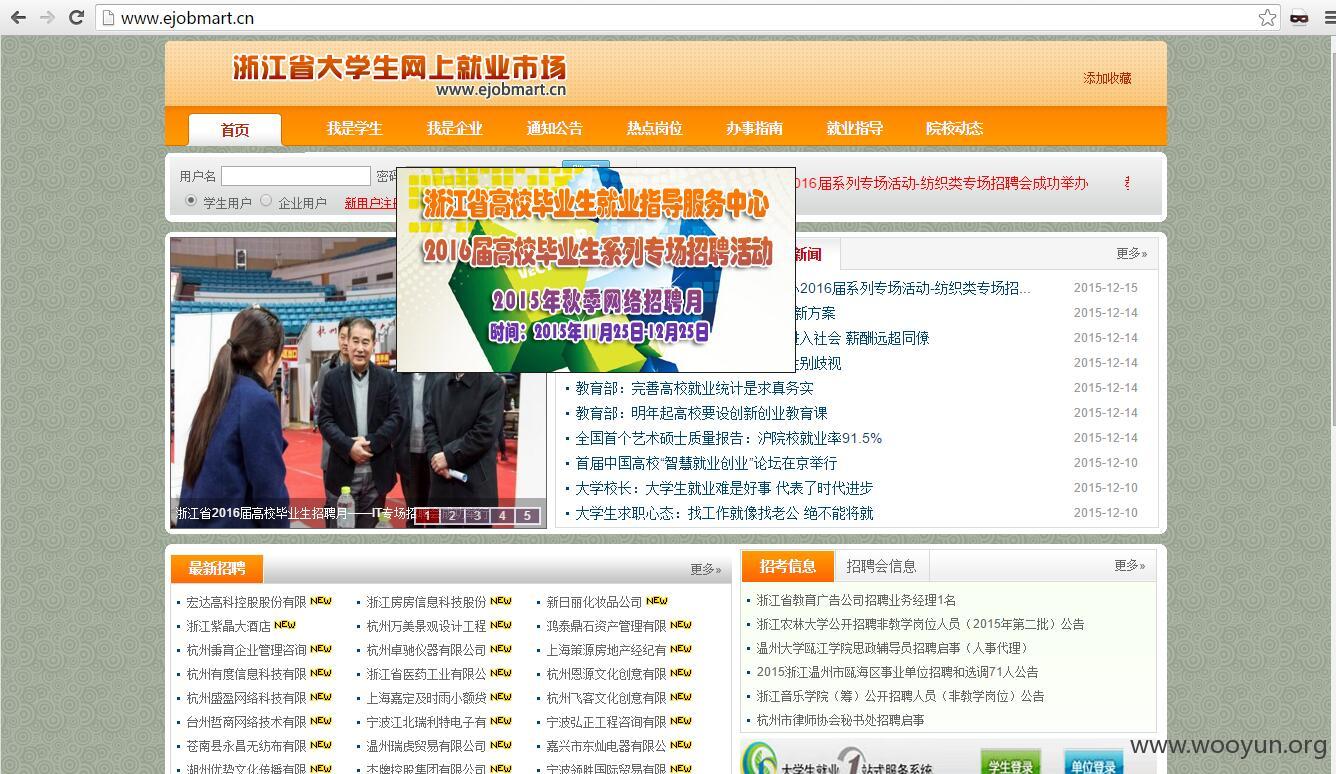 www.ejobmart.cn
浙江省大学生网上就业市场
www.ejobmart.cn
添加收藏
首页 我是学生 我是企业 通知公告 热点岗位 办事指南 就业指导 院校动态
用户名 密码
学生用户 企业用户 新用户注册
016届系列专场活动-纺织类专场招聘会成功举办
浙江省高校毕业生就业指导服务中心
2016届高校毕业生系列专场招聘活动
2015年秋季网络招聘月
时间：2015年11月25日-12月25日
新闻 更多»
2016届系列专场活动-纺织类专场招... 2015-12-15
新方案 2015-12-14
进入社会 薪酬远超同僚 2015-12-14
性别歧视 2015-12-14
教育部：完善高校就业统计是求真务实 2015-12-14
教育部：明年起高校要设创新创业教育课 2015-12-14
全国首个艺术硕士质量报告：沪院校就业率91.5% 2015-12-14
首届中国高校“智慧就业创业”论坛在京举行 2015-12-10
大学校长：大学生就业难是好事 代表了时代进步 2015-12-10
大学生求职心态：找工作就像找老公 绝不能将就 2015-12-10
浙江省2016届高校毕业生招聘月——IT专场招
1 2 3 4 5
最新招聘 更多»
宏达高科控股股份有限 NEW 浙江房房信息科技股份 NEW 新日丽化妆品公司 NEW
浙江紫晶大酒店 NEW 杭州万美景观设计工程 NEW 鸿泰鼎石资产管理有限 NEW
杭州垂育企业管理咨询 NEW 杭州卓驰仪器有限公司 NEW 上海策源房地产经纪有 NEW
杭州有度信息科技有限 NEW 浙江省医药工业有限公 NEW 杭州恩源文化创意有限 NEW
杭州盛盈网络科技有限 NEW 上海嘉定及时雨小额贷 NEW 杭州飞客文化创意有限 NEW
台州哲商网络技术有限 NEW 宁波江北瑞利特电子有 NEW 宁波弘正工程咨询有限 NEW
苍南县永昌无纺布有限 NEW 温州瑞虎贸易有限公司 NEW 嘉兴市东灿电器有限公 NEW
湖州优势文化传播有限 NEW 杰牌控股集团有限公司 NEW 宁波领胜国际贸易有限 NEW
招考信息 招聘会信息 更多»
浙江省教育广告公司招聘业务经理1名
浙江农林大学公开招聘非教学岗位人员（2015年第二批）公告
温州大学瓯江学院思政辅导员招聘启事（人事代理）
2015浙江温州市瓯海区事业单位招聘和选调71人公告
浙江音乐学院（筹）公开招聘人员（非教学岗位）公告
杭州市律师协会秘书处招聘启事
大学生就业1站式服务系统 学生登录 单位登录
www.wooyun.org